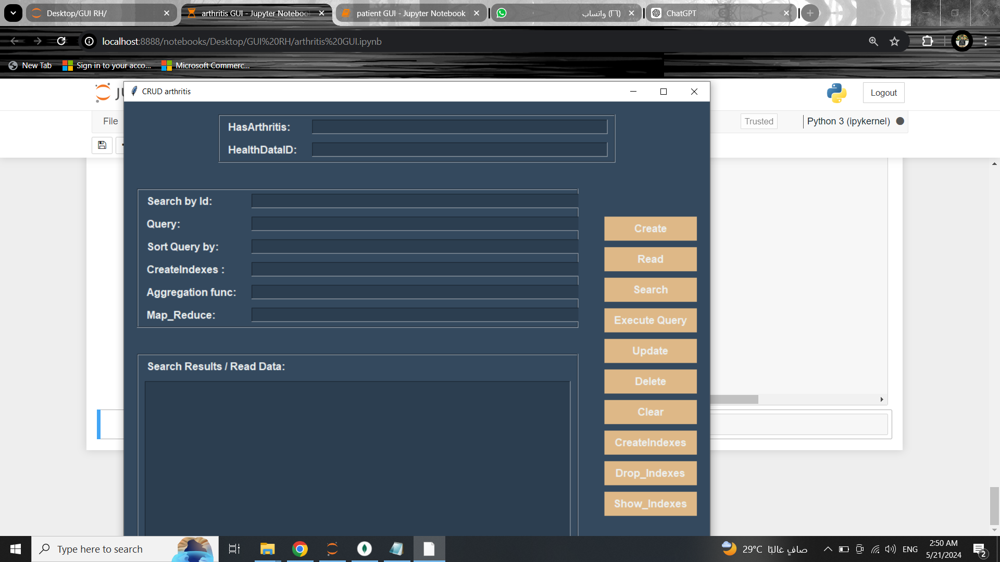 Desktop/GUI RH/
arthritis GUI - Jupyter Noteboo
patient GUI - Jupyter Notebook
(٢٦) واتساب
ChatGPT
localhost:8888/notebooks/Desktop/GUI%20RH/arthritis%20GUI.ipynb
New Tab
Sign in to your acco...
Microsoft Commerc...
CRUD arthritis
Logout
File
Trusted
Python 3 (ipykernel)
HasArthritis:
HealthDataID:
Search by Id:
Query:
Sort Query by:
CreateIndexes :
Aggregation func:
Map_Reduce:
Create
Read
Search
Execute Query
Update
Delete
Clear
CreateIndexes
Drop_Indexes
Show_Indexes
Search Results / Read Data:
Type here to search
29°C صافٍ غالبًا
ENG
2:50 AM
5/21/2024
2